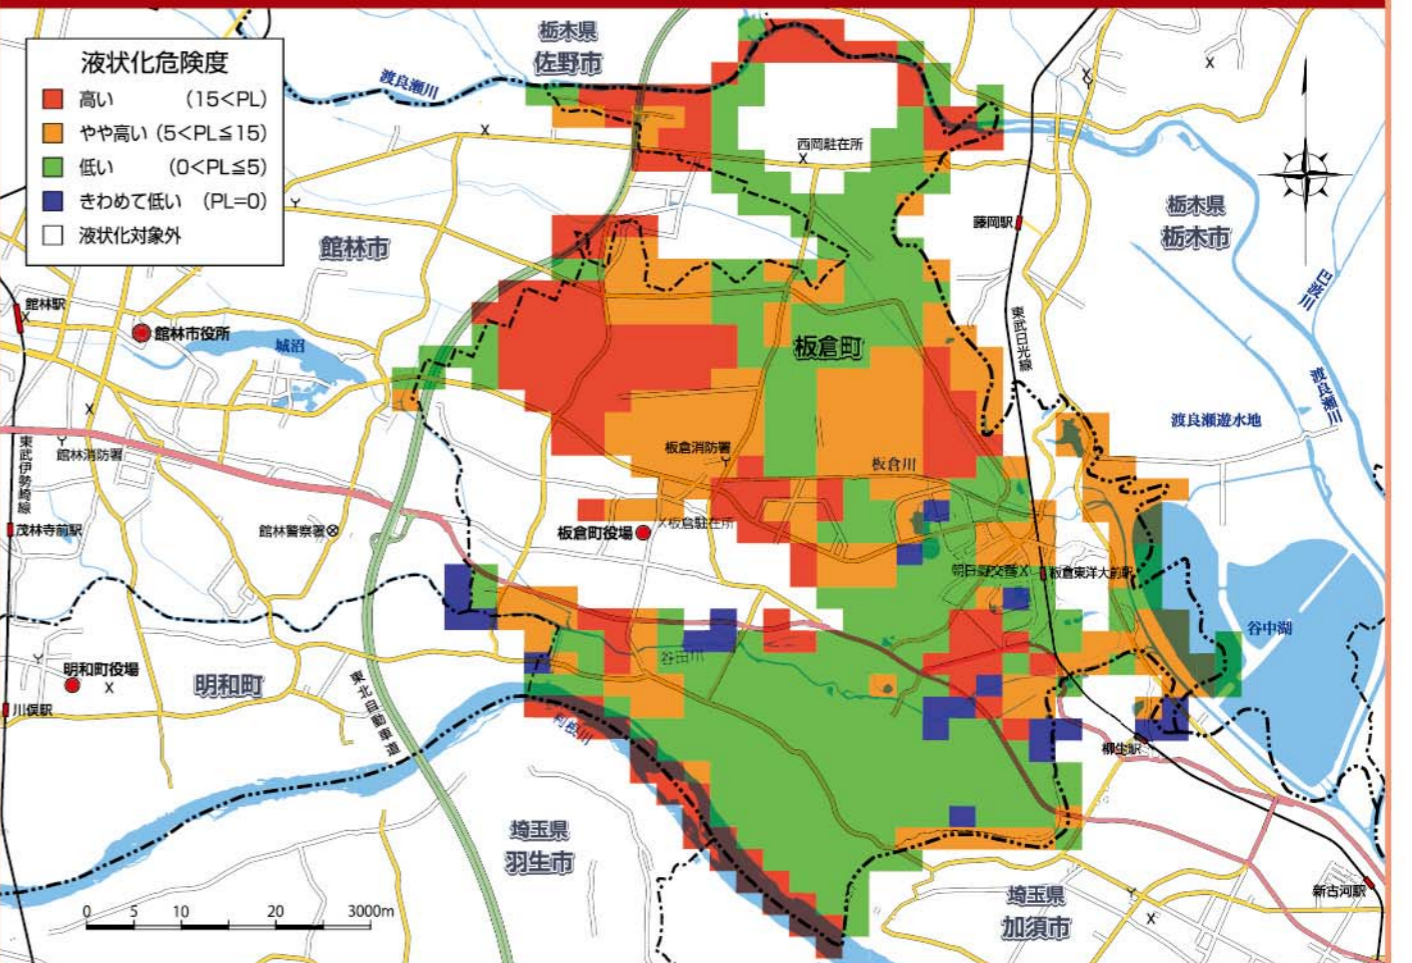 液状化危険度
高い (15<PL)
やや高い (5<PL≦15)
低い (0<PL≦5)
きわめて低い (PL=0)
液状化対象外
栃木県
佐野市
渡良瀬川
西岡駐在所
藤岡駅
栃木県
栃木市
巴波川
館林市
館林駅
館林市役所
城沼
東武日光線
板倉町
渡良瀬川
渡良瀬遊水地
板倉消防署
板倉川
東武伊勢崎線
館林消防署
茂林寺前駅
館林警察署
板倉町役場
板倉駐在所
朝日野交番
板倉東洋大前駅
谷中湖
谷田川
明和町役場
明和町
川俣駅
東北自動車道
利根川
柳生駅
埼玉県
羽生市
埼玉県
加須市
新古河駅
0 5 10 20 3000m